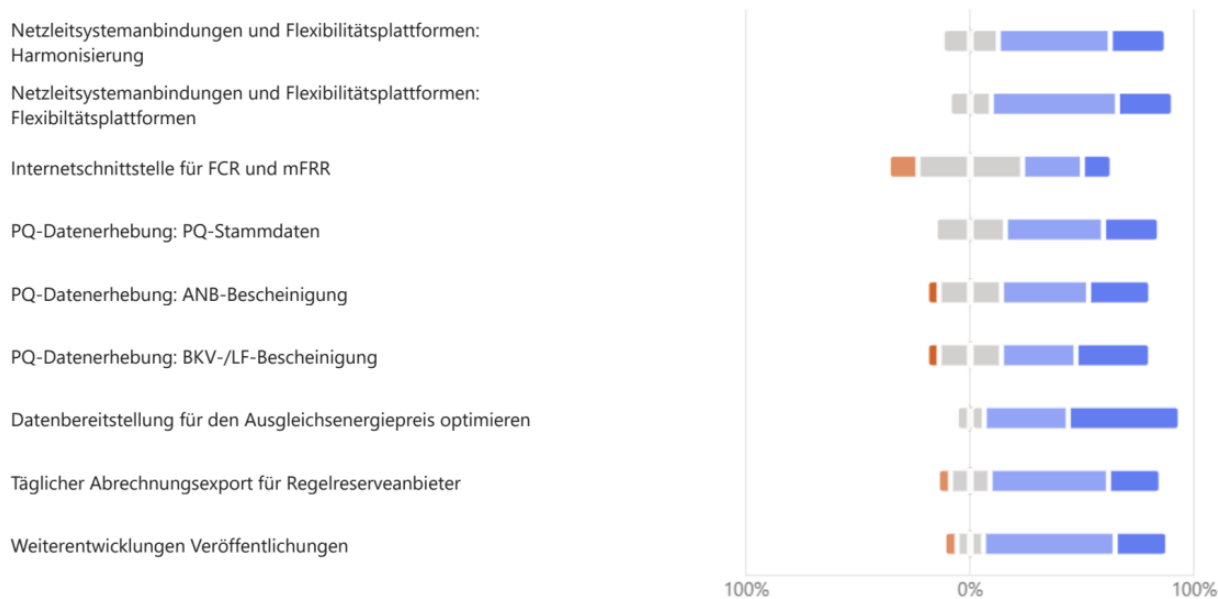 Netzleitsystemanbindungen und Flexibilitätsplattformen:
Harmonisierung
Netzleitsystemanbindungen und Flexibilitätsplattformen:
Flexibiltätsplattformen
Internetschnittstelle für FCR und mFRR
PQ-Datenerhebung: PQ-Stammdaten
PQ-Datenerhebung: ANB-Bescheinigung
PQ-Datenerhebung: BKV-/LF-Bescheinigung
Datenbereitstellung für den Ausgleichsenergiepreis optimieren
Täglicher Abrechnungsexport für Regelreserveanbieter
Weiterentwicklungen Veröffentlichungen
100% 0% 100%